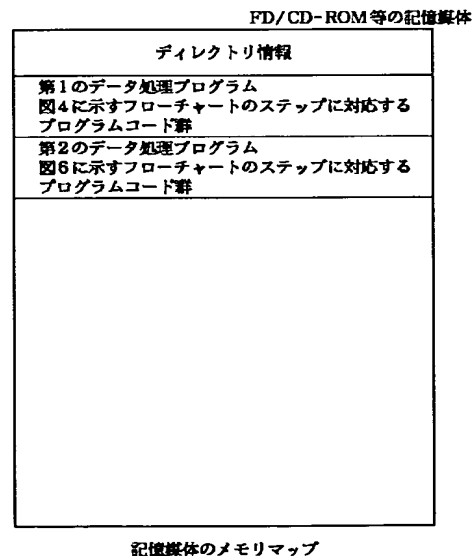 FD/CD-ROM等の記憶媒体
ディレクトリ情報
第1のデータ処理プログラム
図4に示すフローチャートのステップに対応する
プログラムコード群
第2のデータ処理プログラム
図6に示すフローチャートのステップに対応する
プログラムコード群
記憶媒体のメモリマップ